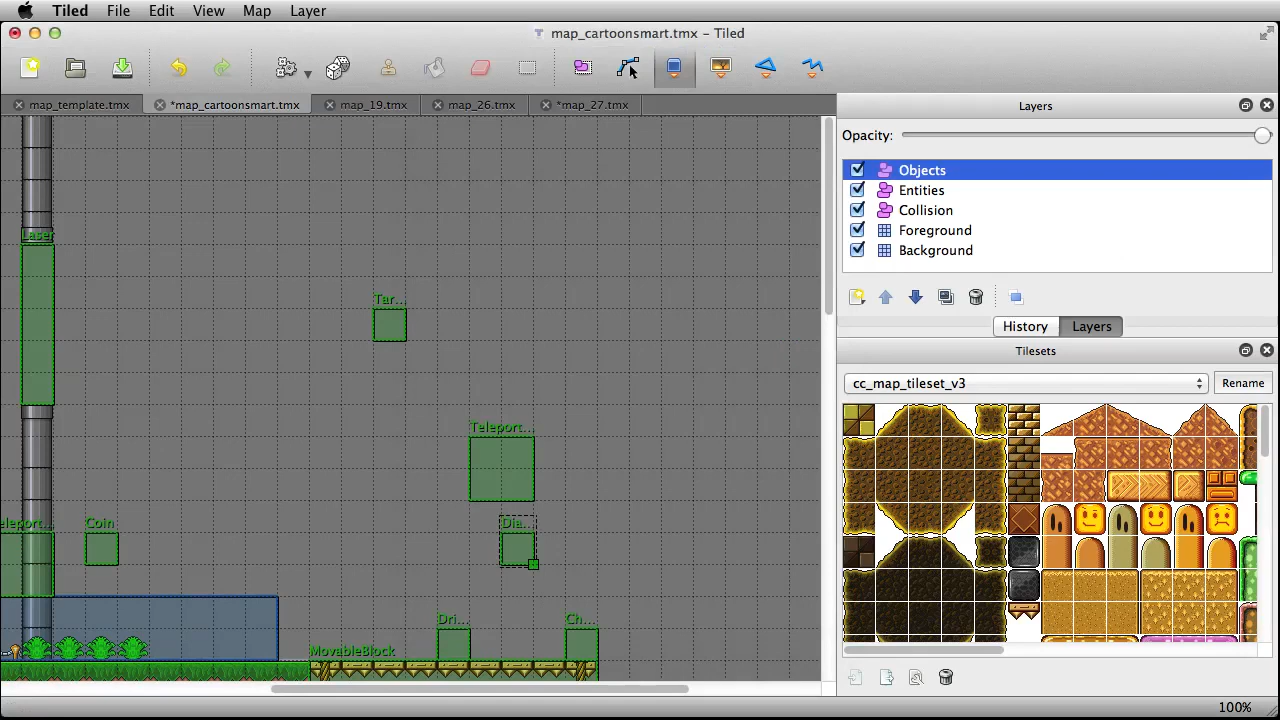 Tiled File Edit View Map Layer
map_cartoonsmart.tmx – Tiled
map_template.tmx *map_cartoonsmart.tmx map_19.tmx map_26.tmx *map_27.tmx
Layers
Opacity:
Objects
Entities
Collision
Foreground
Background
History Layers
Tilesets
cc_map_tileset_v3 Rename
Laser
Tar...
Teleport...
eleport... Coin Dia...
Dri... Ch...
MovableBlock
100%